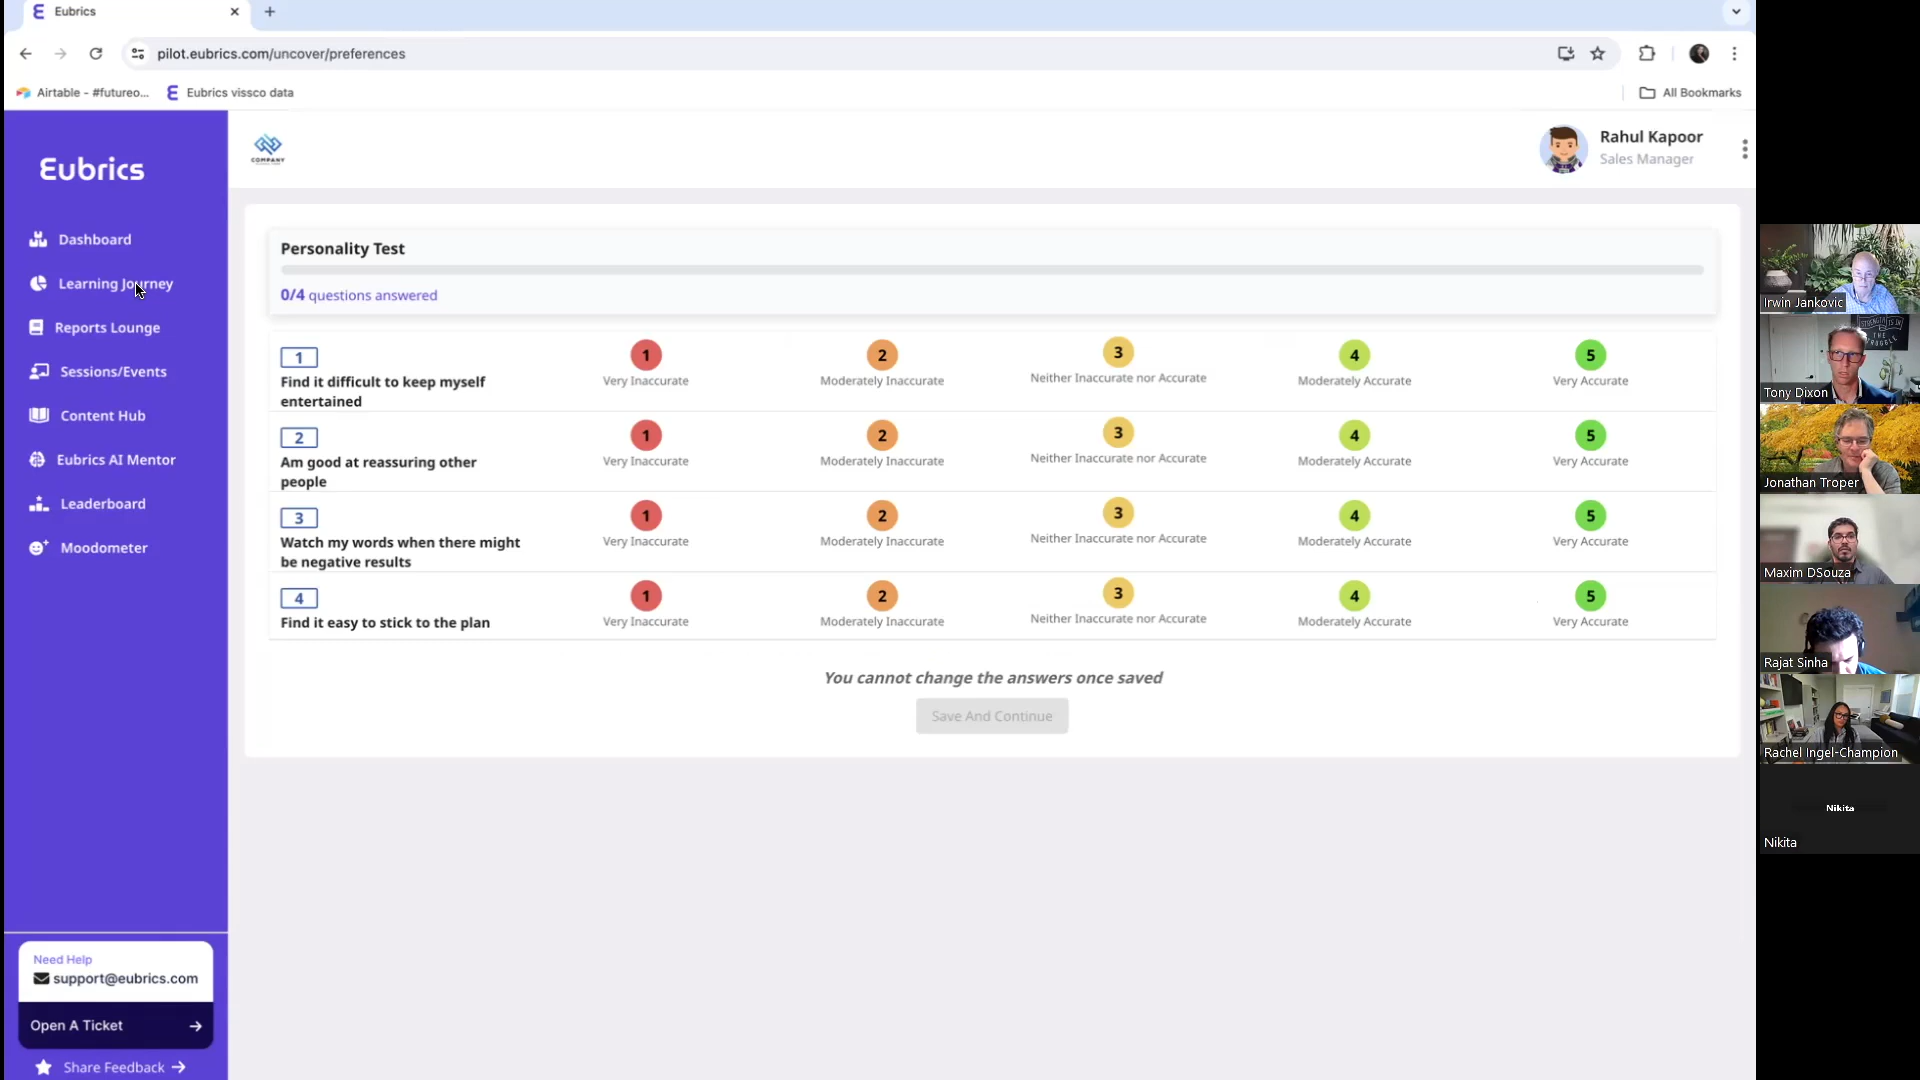 Eubrics
pilot.eubrics.com/uncover/preferences
Airtable - #futureo...
Eubrics vissco data
All Bookmarks
Eubrics
Dashboard
Learning Journey
Reports Lounge
Sessions/Events
Content Hub
Eubrics AI Mentor
Leaderboard
Moodometer
Need Help
support@eubrics.com
Open A Ticket
Share Feedback
COMPANY
Rahul Kapoor
Sales Manager
Personality Test
0/4 questions answered
1
Find it difficult to keep myself
entertained
1 2 3 4 5
Very Inaccurate Moderately Inaccurate Neither Inaccurate nor Accurate Moderately Accurate Very Accurate
2
Am good at reassuring other
people
1 2 3 4 5
Very Inaccurate Moderately Inaccurate Neither Inaccurate nor Accurate Moderately Accurate Very Accurate
3
Watch my words when there might
be negative results
1 2 3 4 5
Very Inaccurate Moderately Inaccurate Neither Inaccurate nor Accurate Moderately Accurate Very Accurate
4
Find it easy to stick to the plan
1 2 3 4 5
Very Inaccurate Moderately Inaccurate Neither Inaccurate nor Accurate Moderately Accurate Very Accurate
You cannot change the answers once saved
Save And Continue
Irwin Jankovic
STRENGTH IS IN
THE
Tony Dixon
Jonathan Troper
Maxim DSouza
Rajat Sinha
Rachel Ingel-Champion
Nikita
Nikita